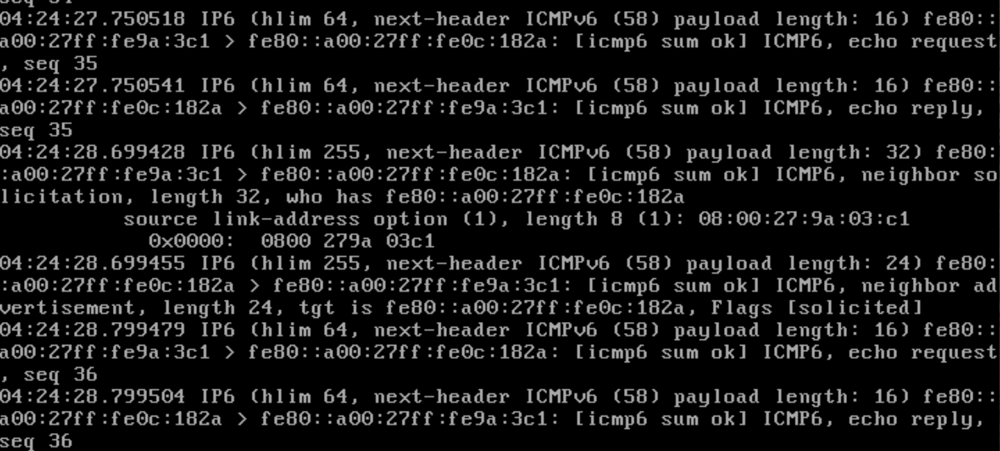 seq 34
04:24:27.750518 IP6 (hlim 64, next-header ICMPv6 (58) payload length: 16) fe80::
a00:27ff:fe9a:3c1 > fe80::a00:27ff:fe0c:182a: [icmp6 sum ok] ICMP6, echo request
, seq 35
04:24:27.750541 IP6 (hlim 64, next-header ICMPv6 (58) payload length: 16) fe80::
a00:27ff:fe0c:182a > fe80::a00:27ff:fe9a:3c1: [icmp6 sum ok] ICMP6, echo reply,
seq 35
04:24:28.699428 IP6 (hlim 255, next-header ICMPv6 (58) payload length: 32) fe80:
:a00:27ff:fe9a:3c1 > fe80::a00:27ff:fe0c:182a: [icmp6 sum ok] ICMP6, neighbor so
licitation, length 32, who has fe80::a00:27ff:fe0c:182a
source link-address option (1), length 8 (1): 08:00:27:9a:03:c1
0x0000:  0800 279a 03c1
04:24:28.699455 IP6 (hlim 255, next-header ICMPv6 (58) payload length: 24) fe80:
:a00:27ff:fe0c:182a > fe80::a00:27ff:fe9a:3c1: [icmp6 sum ok] ICMP6, neighbor ad
vertisement, length 24, tgt is fe80::a00:27ff:fe0c:182a, Flags [solicited]
04:24:28.799479 IP6 (hlim 64, next-header ICMPv6 (58) payload length: 16) fe80::
a00:27ff:fe9a:3c1 > fe80::a00:27ff:fe0c:182a: [icmp6 sum ok] ICMP6, echo request
, seq 36
04:24:28.799504 IP6 (hlim 64, next-header ICMPv6 (58) payload length: 16) fe80::
a00:27ff:fe0c:182a > fe80::a00:27ff:fe9a:3c1: [icmp6 sum ok] ICMP6, echo reply,
seq 36